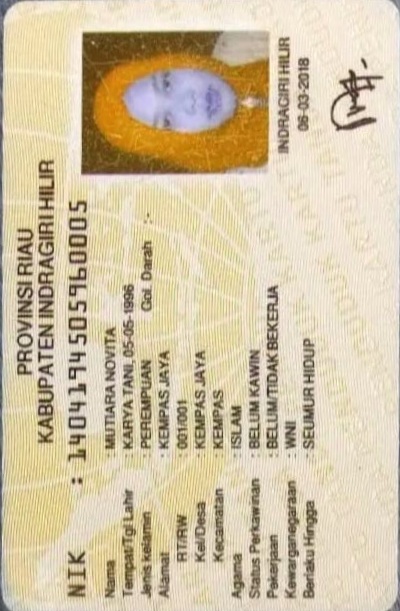 PROVINSI RIAU
KABUPATEN INDRAGIRI HILIR
NIK : 1404194505960005
Nama : MUTIARA NOVITA
Tempat/Tgl Lahir : KARYA TANI, 05-05-1996
Jenis kelamin : PEREMPUAN Gol. Darah : -
Alamat : KEMPAS JAYA
RT/RW : 001/001
Kel/Desa : KEMPAS JAYA
Kecamatan : KEMPAS
Agama : ISLAM
Status Perkawinan : BELUM KAWIN
Pekerjaan : BELUM/TIDAK BEKERJA
Kewarganegaraan : WNI
Berlaku Hingga : SEUMUR HIDUP
INDRAGIRI HILIR
06-03-2018